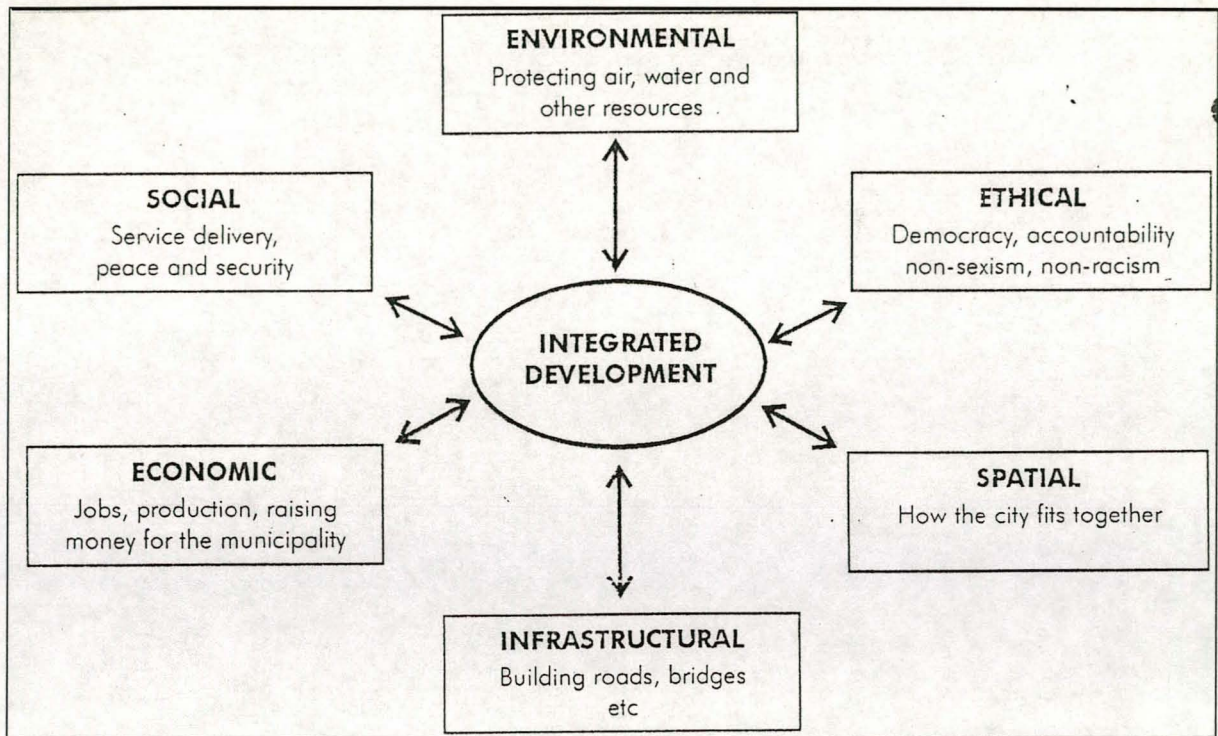 ENVIRONMENTAL
Protecting air, water and
other resources
SOCIAL
Service delivery,
peace and security
ETHICAL
Democracy, accountability
non-sexism, non-racism
INTEGRATED
DEVELOPMENT
ECONOMIC
Jobs, production, raising
money for the municipality
SPATIAL
How the city fits together
INFRASTRUCTURAL
Building roads, bridges
etc